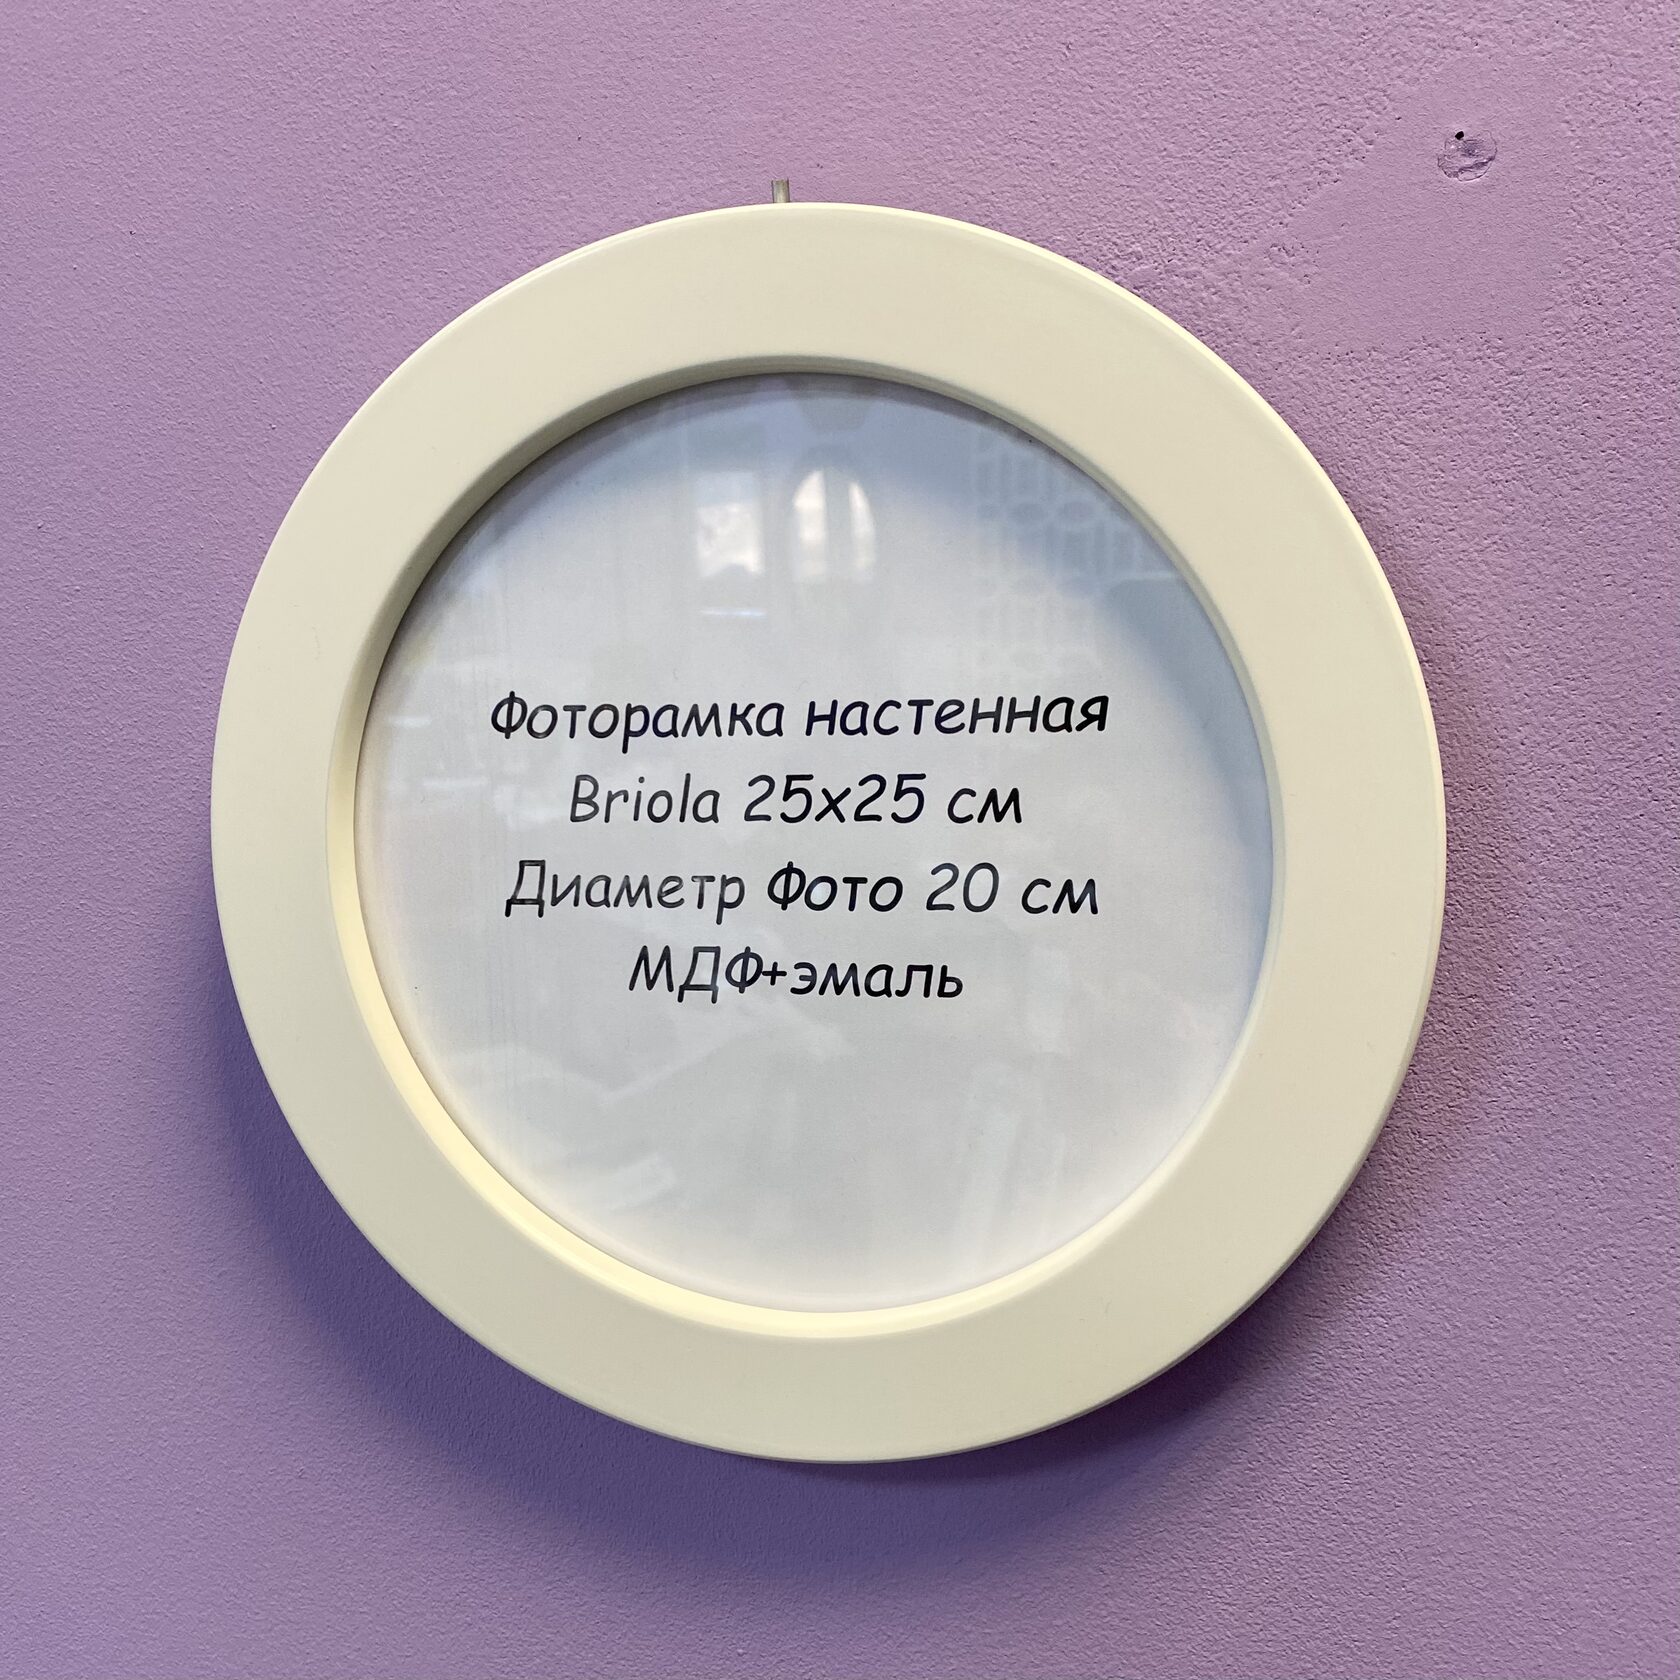 Фоторамка настенная
Briola 25x25 см
Диаметр Фото 20 см
МДФ+эмаль